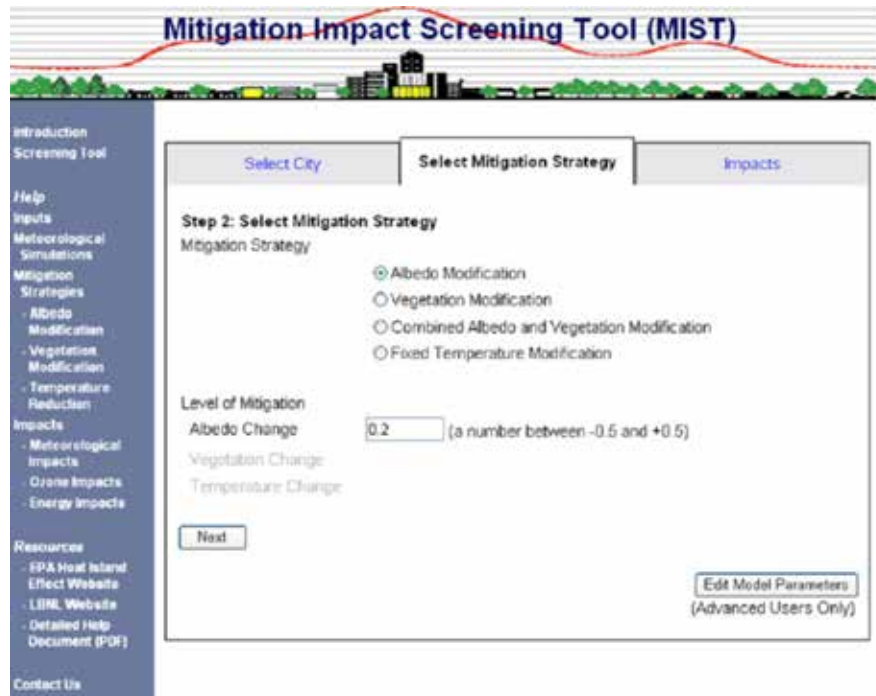 Mitigation Impact Screening Tool (MIST)
Introduction
Screening Tool
Help
Inputs
Meteorological
Simulations
Mitigation
Strategies
- Albedo
Modification
- Vegetation
Modification
- Temperature
Reduction
Impacts
- Meteorological
Impacts
- Ozone Impacts
- Energy Impacts
Resources
- EPA Heat Island
Effect Website
- LBNL Website
- Detailed Help
Document (PDF)
Contact Us
Select City
Select Mitigation Strategy
Impacts
Step 2: Select Mitigation Strategy
Mitigation Strategy
Albedo Modification
Vegetation Modification
Combined Albedo and Vegetation Modification
Fixed Temperature Modification
Level of Mitigation
Albedo Change 0.2 (a number between -0.5 and +0.5)
Vegetation Change
Temperature Change
Next
Edit Model Parameters
(Advanced Users Only)